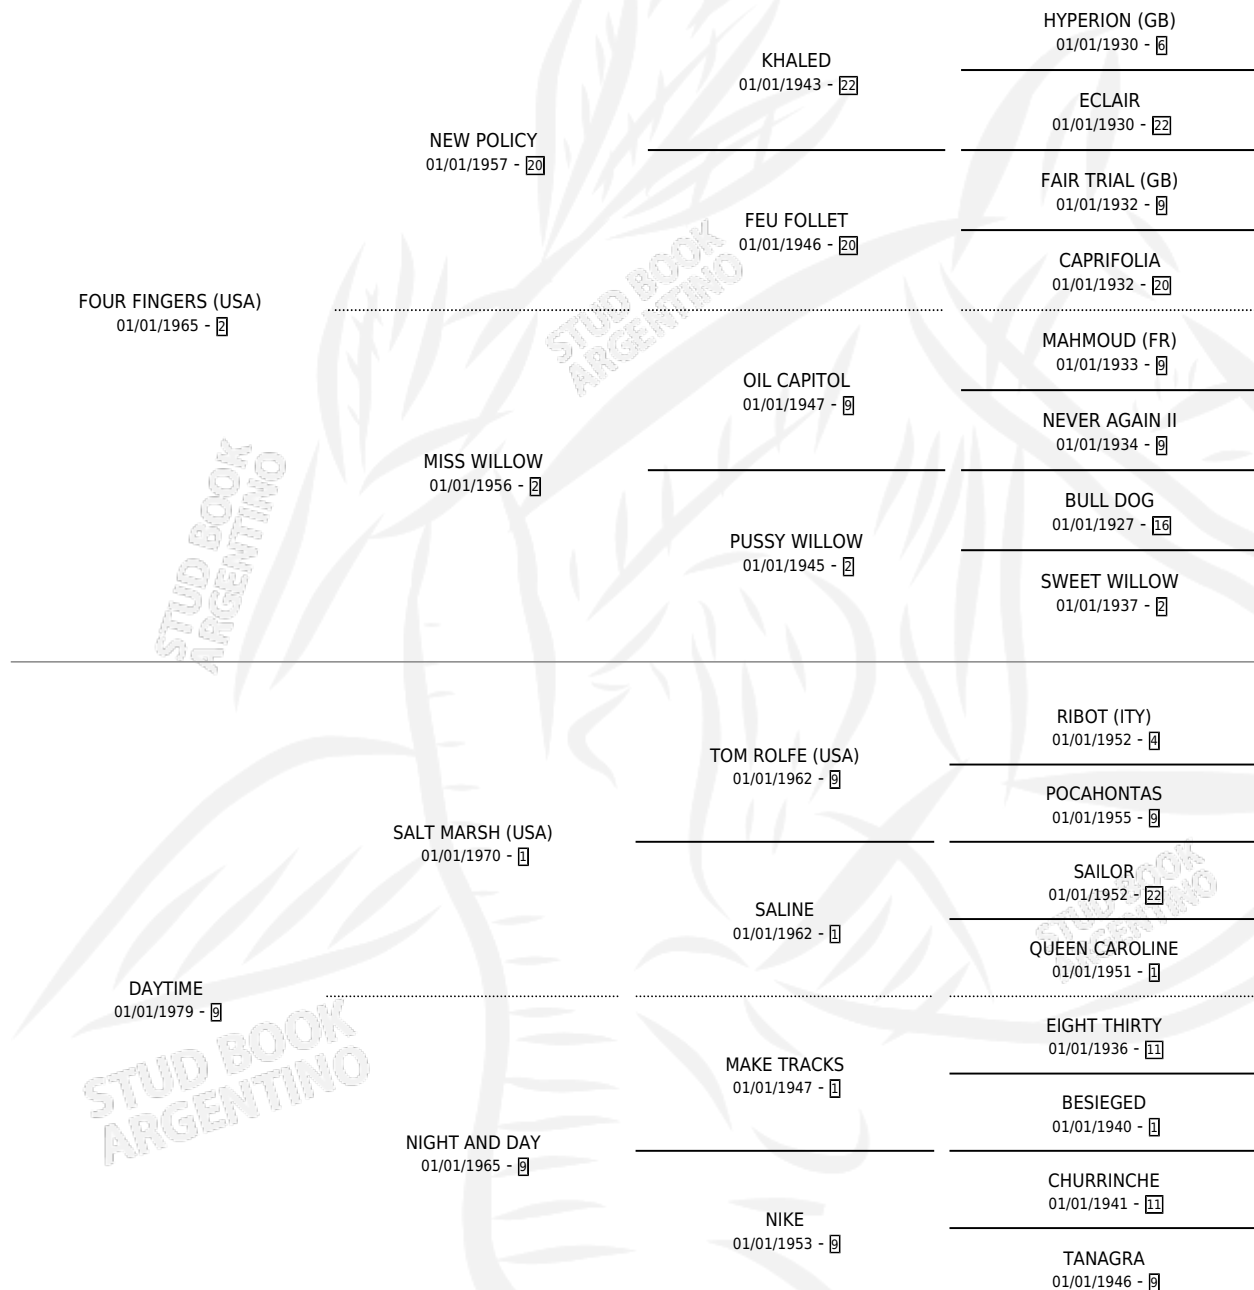 HYPERION (GB)
01/01/1930 - 6
KHALED
01/01/1943 - 22
ECLAIR
01/01/1930 - 22
NEW POLICY
01/01/1957 - 20
FAIR TRIAL (GB)
01/01/1932 - 9
FEU FOLLET
01/01/1946 - 20
CAPRIFOLIA
01/01/1932 - 20
FOUR FINGERS (USA)
01/01/1965 - 2
STUD BOOK
ARGENTINO
MAHMOUD (FR)
01/01/1933 - 9
OIL CAPITOL
01/01/1947 - 9
NEVER AGAIN II
01/01/1934 - 9
MISS WILLOW
01/01/1956 - 2
BULL DOG
01/01/1927 - 16
PUSSY WILLOW
01/01/1945 - 2
SWEET WILLOW
01/01/1937 - 2
STUD BOOK
ARGENTINO
RIBOT (ITY)
01/01/1952 - 4
TOM ROLFE (USA)
01/01/1962 - 9
POCAHONTAS
01/01/1955 - 9
SALT MARSH (USA)
01/01/1970 - 1
SAILOR
01/01/1952 - 22
SALINE
01/01/1962 - 1
QUEEN CAROLINE
01/01/1951 - 1
STUD BOOK
ARGENTINO
DAYTIME
01/01/1979 - 9
EIGHT THIRTY
01/01/1936 - 11
MAKE TRACKS
01/01/1947 - 1
BESIEGED
01/01/1940 - 1
STUD BOOK
ARGENTINO
NIGHT AND DAY
01/01/1965 - 9
CHURRINCHE
01/01/1941 - 11
NIKE
01/01/1953 - 9
TANAGRA
01/01/1946 - 9